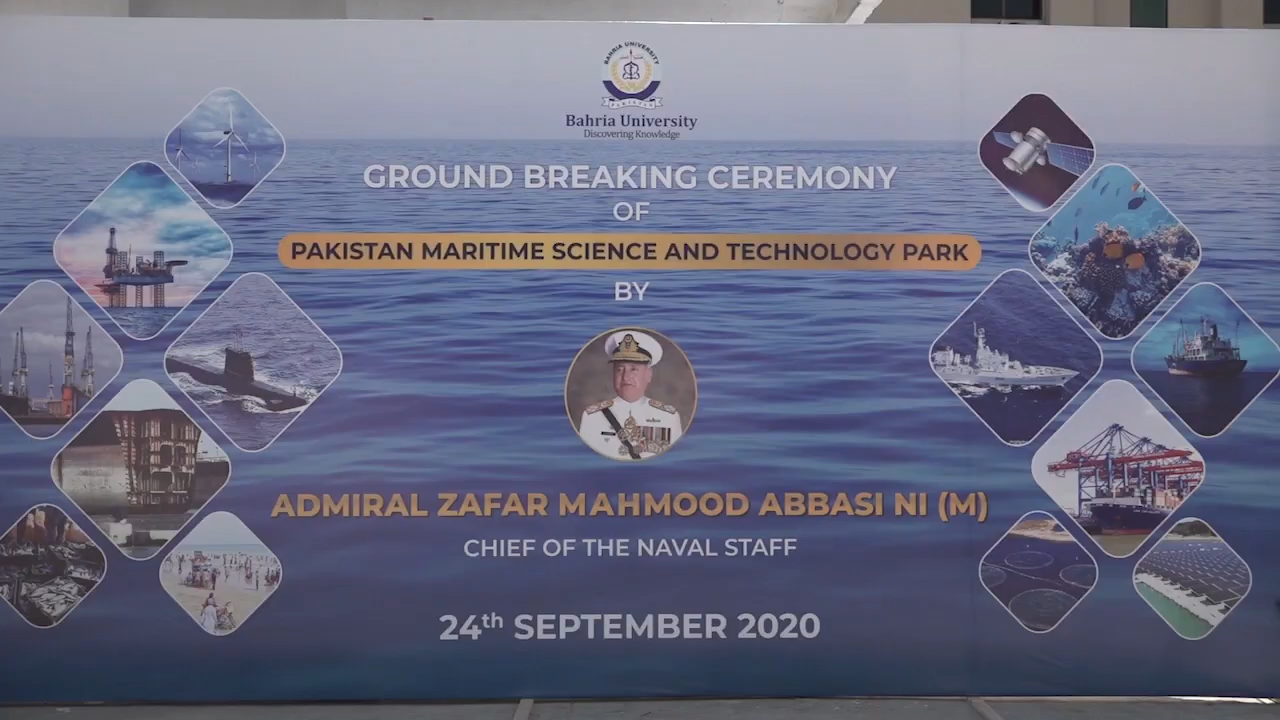 BAHRIA UNIVERSITY
PAKISTAN
Bahria University
Discovering Knowledge
GROUND BREAKING CEREMONY
OF
PAKISTAN MARITIME SCIENCE AND TECHNOLOGY PARK
BY
ADMIRAL ZAFAR MAHMOOD ABBASI NI (M)
CHIEF OF THE NAVAL STAFF
24th SEPTEMBER 2020